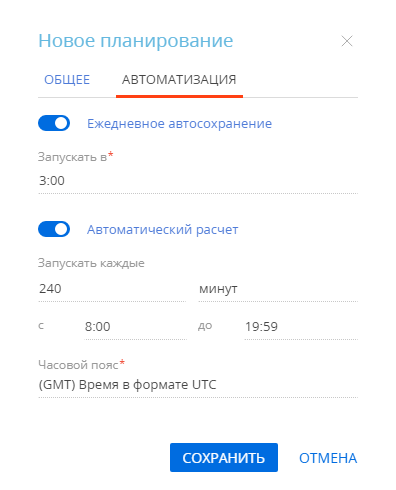 Новое планирование
ОБЩЕЕ АВТОМАТИЗАЦИЯ
Ежедневное автосохранение
Запускать в*
3:00
Автоматический расчет
Запускать каждые
240 минут
с 8:00 до 19:59
Часовой пояс*
(GMT) Время в формате UTC
СОХРАНИТЬ ОТМЕНА